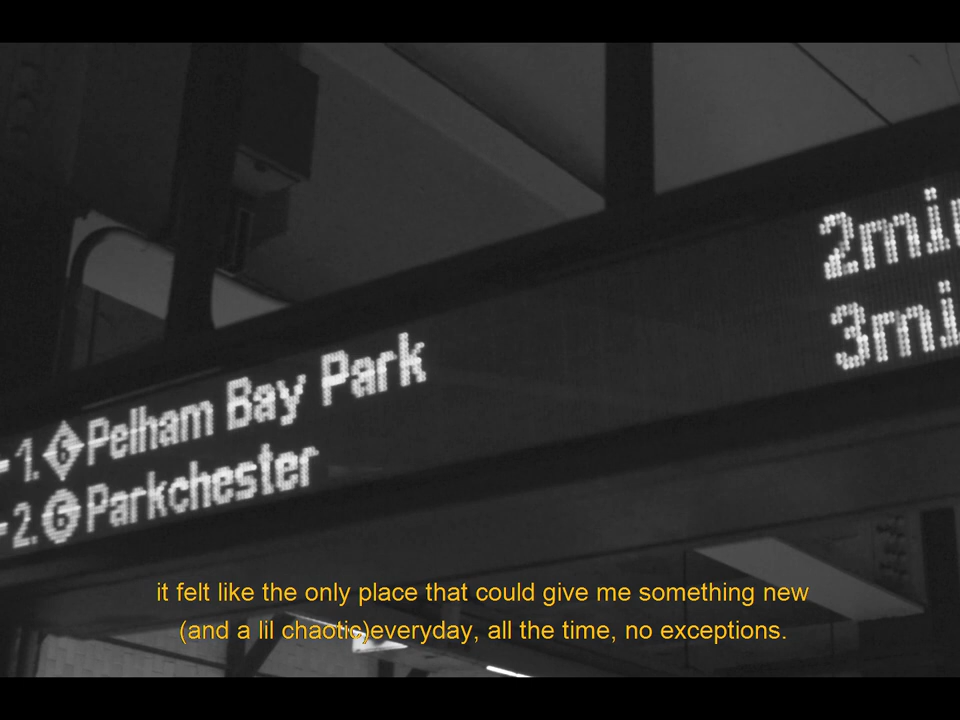 1. 6 Pelham Bay Park 2mi
2. 6 Parkchester 3mi
it felt like the only place that could give me something new
(and a lil chaotic)everyday, all the time, no exceptions.